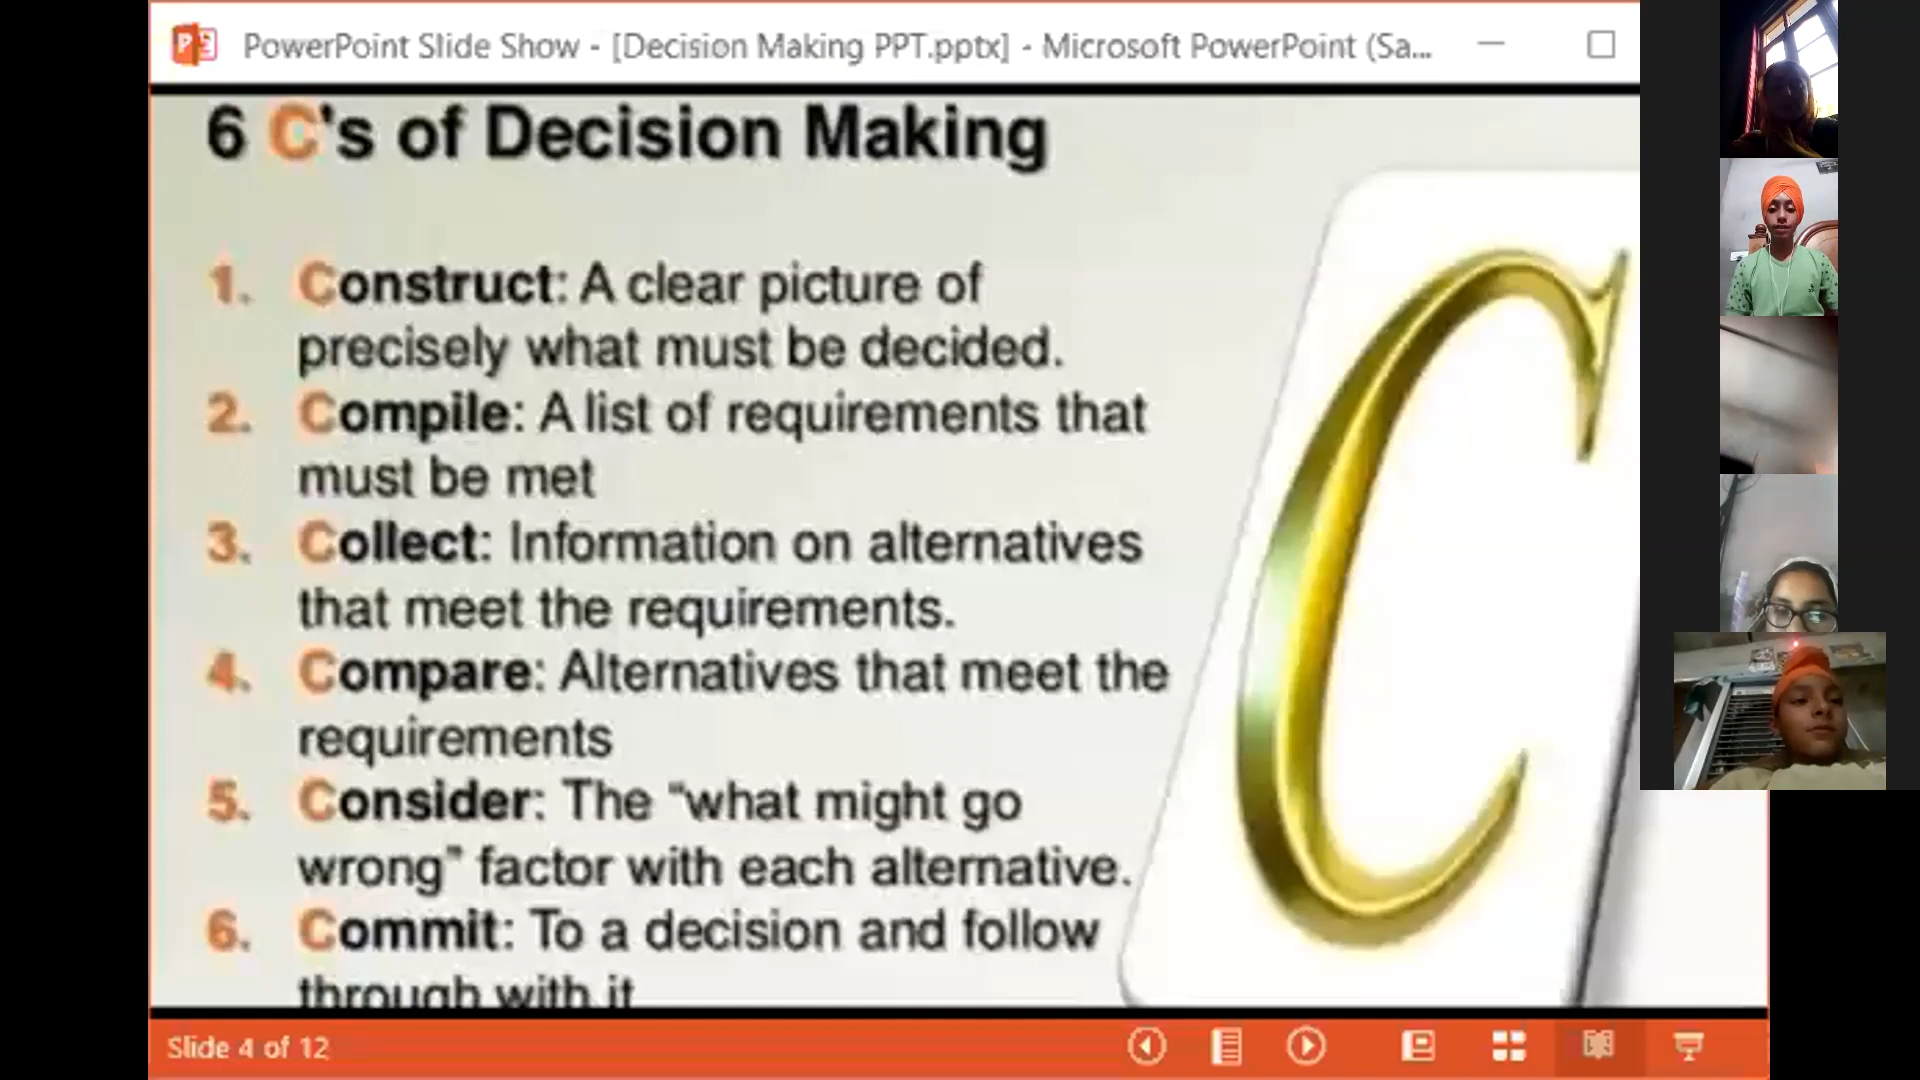 PowerPoint Slide Show - [Decision Making PPT.pptx] - Microsoft PowerPoint (Sa...
6 C's of Decision Making
1. Construct: A clear picture of
precisely what must be decided.
2. Compile: A list of requirements that
must be met
3. Collect: Information on alternatives
that meet the requirements.
4. Compare: Alternatives that meet the
requirements
5. Consider: The "what might go
wrong" factor with each alternative.
6. Commit: To a decision and follow
through with it
C
Slide 4 of 12